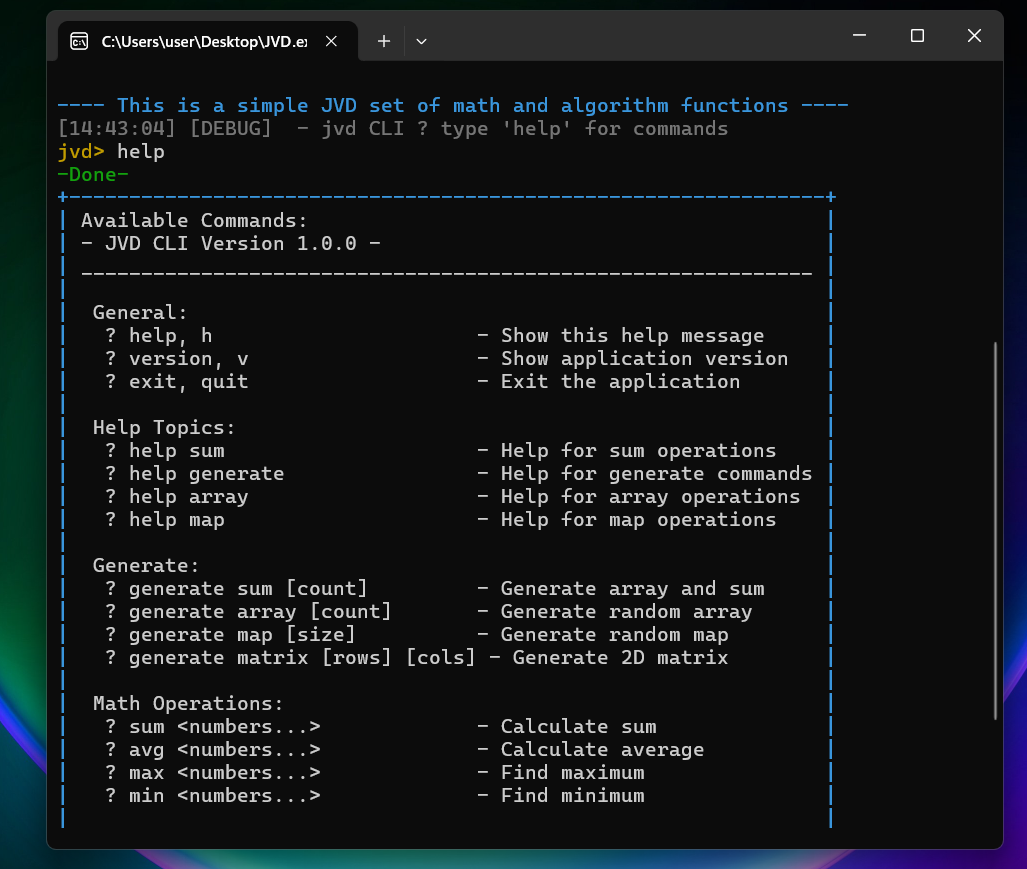 C:\Users\user\Desktop\JVD.e
---- This is a simple JVD set of math and algorithm functions ----
[14:43:04] [DEBUG]  - jvd CLI ? type 'help' for commands
jvd> help
-Done-
+---------------------------------------------------------------+
| Available Commands: |
| - JVD CLI Version 1.0.0 - |
| ------------------------------------------------------------- |
| General: |
| ? help, h - Show this help message |
| ? version, v - Show application version |
| ? exit, quit - Exit the application |
| Help Topics: |
| ? help sum - Help for sum operations |
| ? help generate - Help for generate commands |
| ? help array - Help for array operations |
| ? help map - Help for map operations |
| Generate: |
| ? generate sum [count] - Generate array and sum |
| ? generate array [count] - Generate random array |
| ? generate map [size] - Generate random map |
| ? generate matrix [rows] [cols] - Generate 2D matrix |
| Math Operations: |
| ? sum <numbers...> - Calculate sum |
| ? avg <numbers...> - Calculate average |
| ? max <numbers...> - Find maximum |
| ? min <numbers...> - Find minimum |